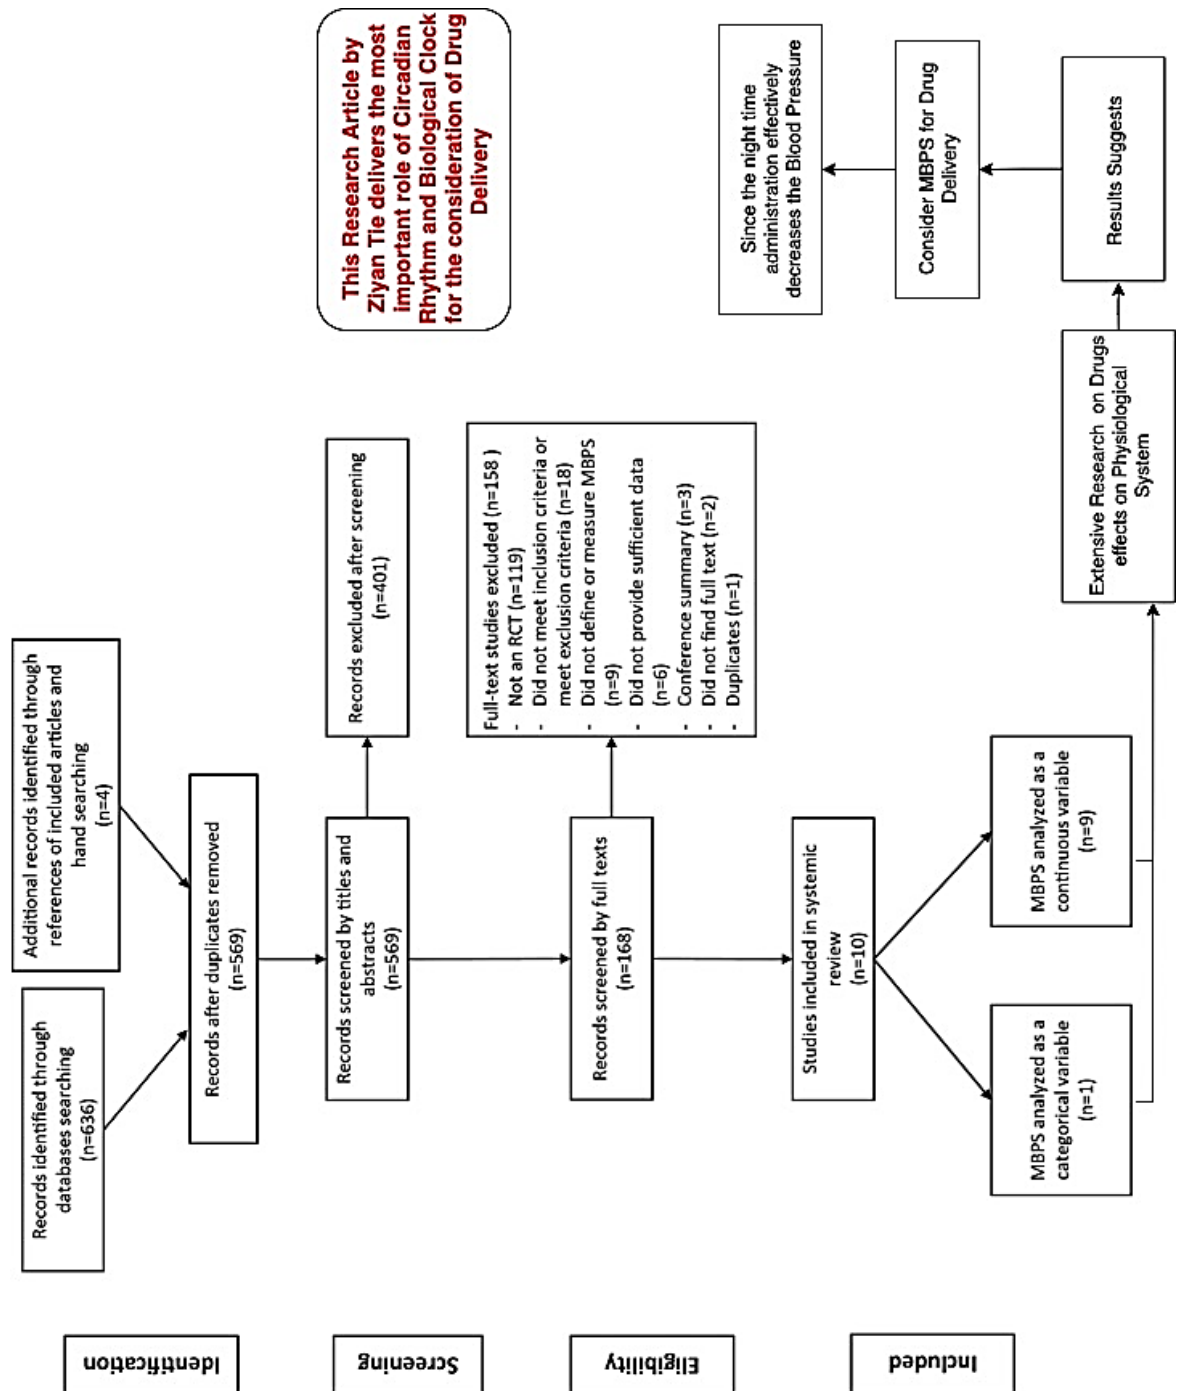 Identification
Records identified through
databases searching
(n=636)
Additional records identified through
references of included articles and
hand searching
(n=4)
Records after duplicates removed
(n=569)
This Research Article by
Ziyan Tie delivers the most
important role of Circadian
Rhythm and Biological Clock
for the consideration of Drug
Delivery
Screening
Records screened by titles and
abstracts
(n=569)
Records excluded after screening
(n=401)
Eligibility
Records screened by full texts
(n=168)
Full-text studies excluded (n=158 )
- Not an RCT (n=119)
- Did not meet inclusion criteria or
meet exclusion criteria (n=18)
- Did not define or measure MBPS
(n=9)
- Did not provide sufficient data
(n=6)
- Conference summary (n=3)
- Did not find full text (n=2)
- Duplicates (n=1)
Included
Studies included in systemic
review
(n=10)
MBPS analyzed as a
categorical variable
(n=1)
MBPS analyzed as a
continuous variable
(n=9)
Extensive Research on Drugs
effects on Physiological
System
Results Suggests
Consider MBPS for Drug
Delivery
Since the night time
administration effectively
decreases the Blood Pressure